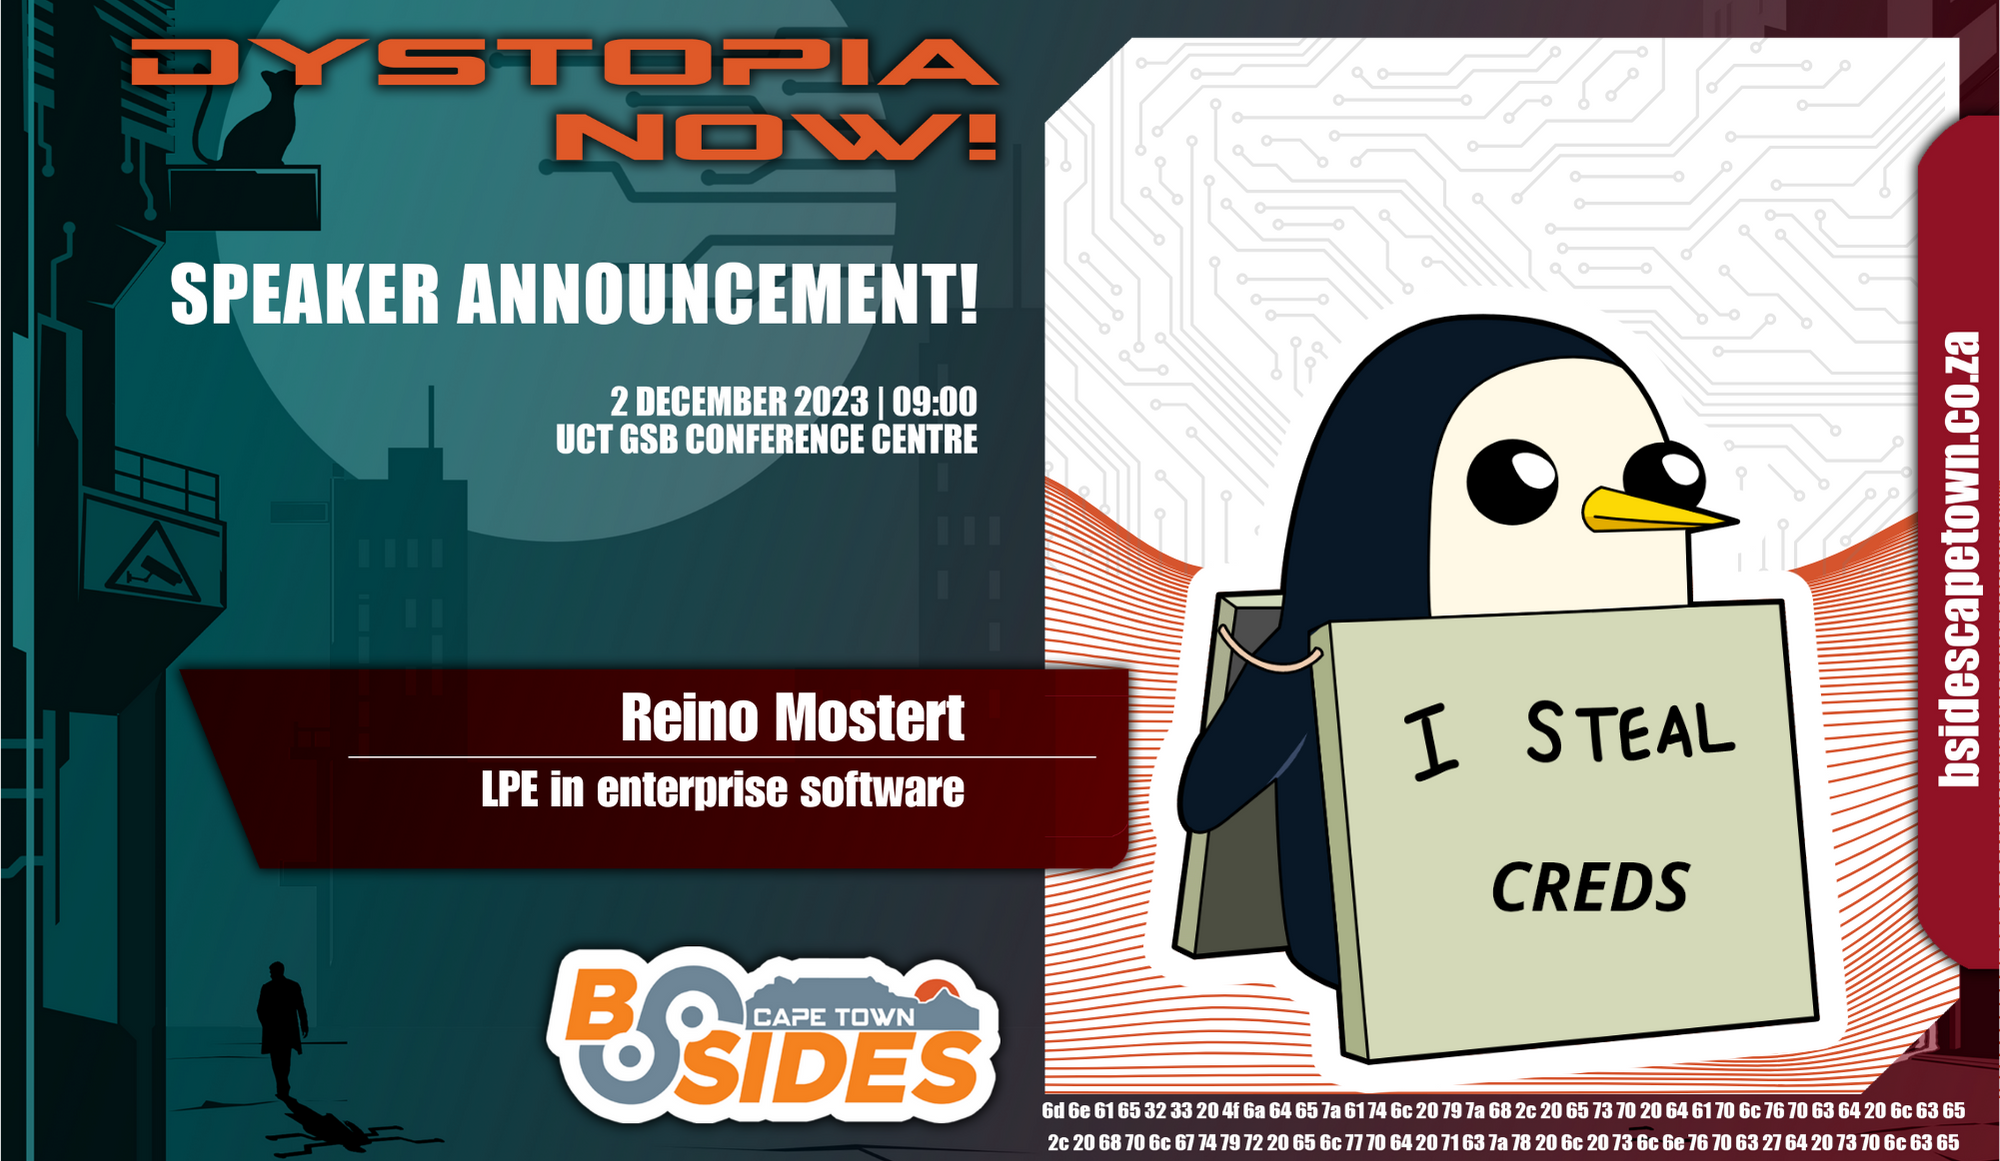 DYSTOPIA
NOW!
SPEAKER ANNOUNCEMENT!
2 DECEMBER 2023 | 09:00
UCT GSB CONFERENCE CENTRE
Reino Mostert
LPE in enterprise software
B
CAPE TOWN
SIDES
I STEAL
CREDS
bsidescapetown.co.za
6d 6e 61 65 32 33 20 4f 6a 64 65 7a 61 74 6c 20 79 7a 68 2c 20 65 73 70 20 64 61 70 6c 76 70 63 64 20 6c 63 65
2c 20 68 70 6c 67 74 79 72 20 65 6c 77 70 64 20 71 63 7a 78 20 6c 20 73 6c 6e 76 70 63 27 64 20 73 70 6c 63 65